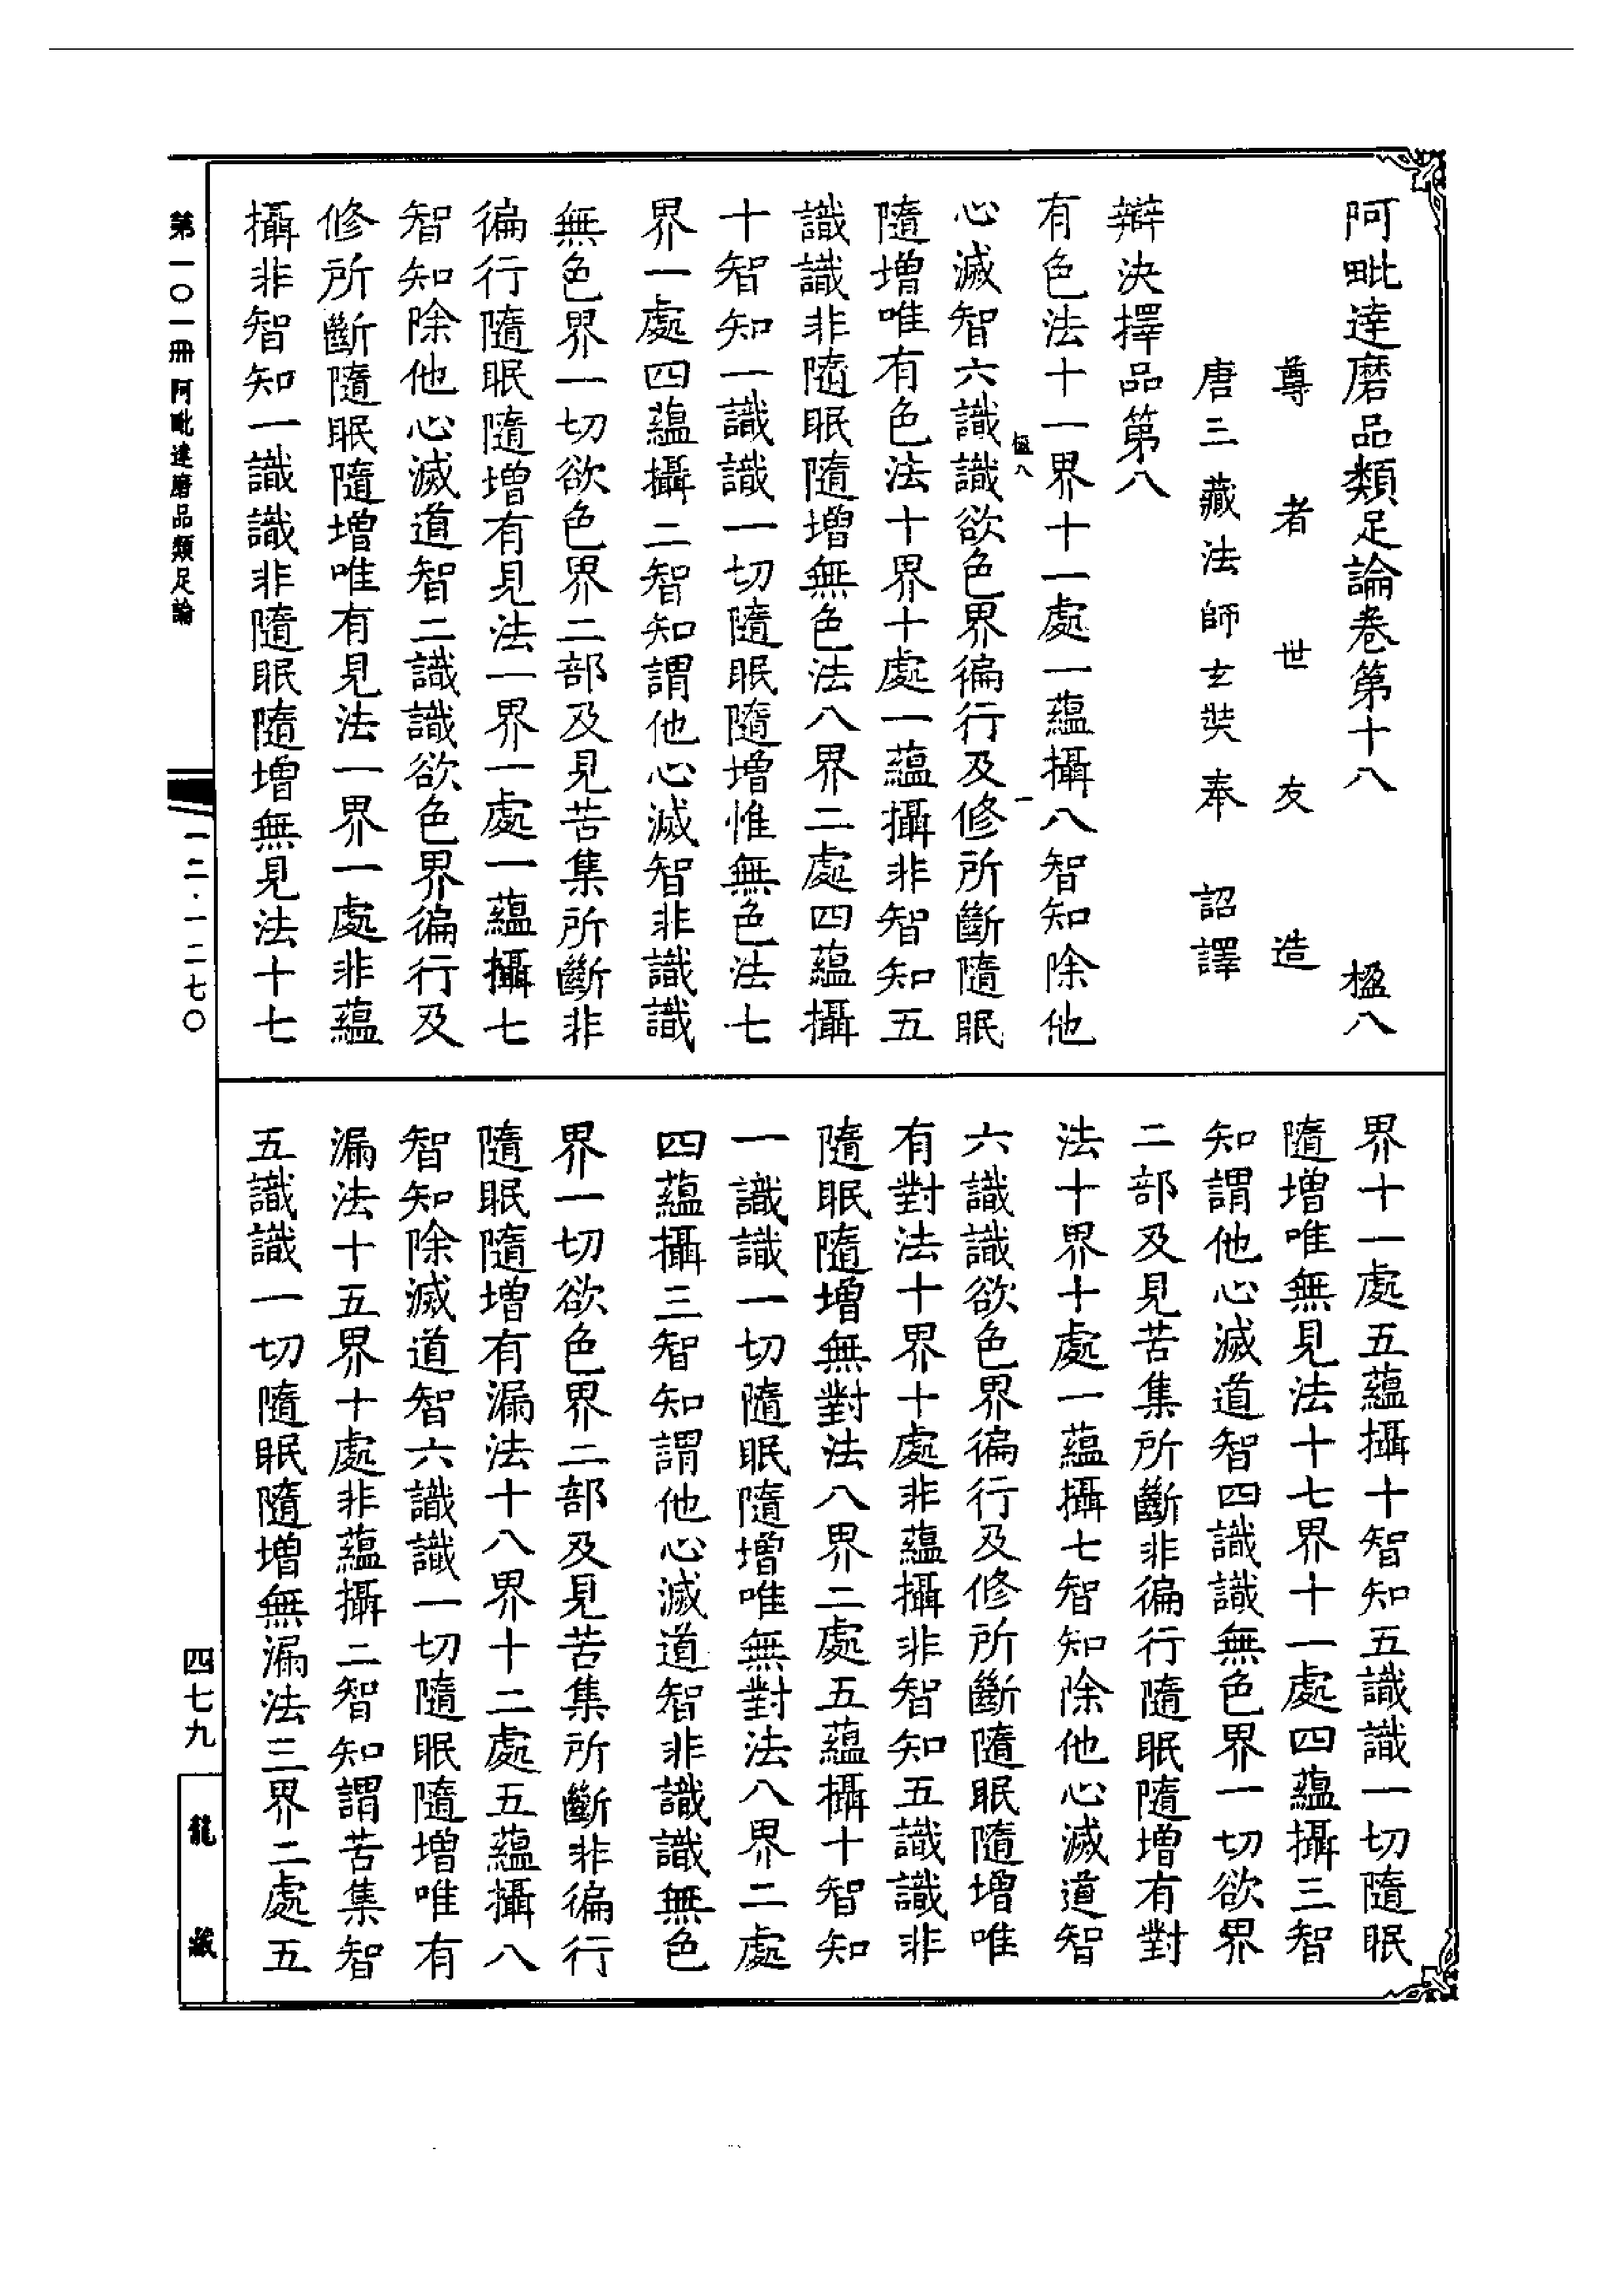 阿毗達磨品類足論卷第十八　楹八
尊者世友造
唐三藏法師玄奘奉詔譯
辯決擇品第八
有色法十一界十一處一蘊攝八智知除他
楹八　一
心滅智六識識欲色界徧行及修所斷隨眠
隨增唯有色法十界十處一蘊攝非智知五
識識非隨眠隨增無色法八界二處四蘊攝
十智知一識識一切隨眠隨增惟無色法七
界一處四蘊攝二智知謂他心滅智非識識
無色界一切欲色界二部及見苦集所斷非
徧行隨眠隨增有見法一界一處一蘊攝七
智知除他心滅道智二識識欲色界徧行及
修所斷隨眠隨增唯有見法一界一處非蘊
攝非智知一識識非隨眠隨增無見法十七
界十一處五蘊攝十智知五識識一切隨眠
隨增唯無見法十七界十一處四蘊攝三智
知謂他心滅道智四識識無色界一切欲界
二部及見苦集所斷非徧行隨眠隨增有對
法十界十處一蘊攝七智知除他心滅道智
六識識欲色界徧行及修所斷隨眠隨增唯
有對法十界十處非蘊攝非智知五識識非
隨眠隨增無對法八界二處五蘊攝十智知
一識識一切隨眠隨增唯無對法八界二處
四蘊攝三智知謂他心滅道智非識識無色
界一切欲色界二部及見苦集所斷非徧行
隨眠隨增有漏法十八界十二處五蘊攝八
智知除滅道智六識識一切隨眠隨增唯有
漏法十五界十處非蘊攝二智知謂苦集智
五識識一切隨眠隨增無漏法三界二處五
第一〇一冊　阿毗達磨品類足論
一二·一二七〇
四七九
龍藏